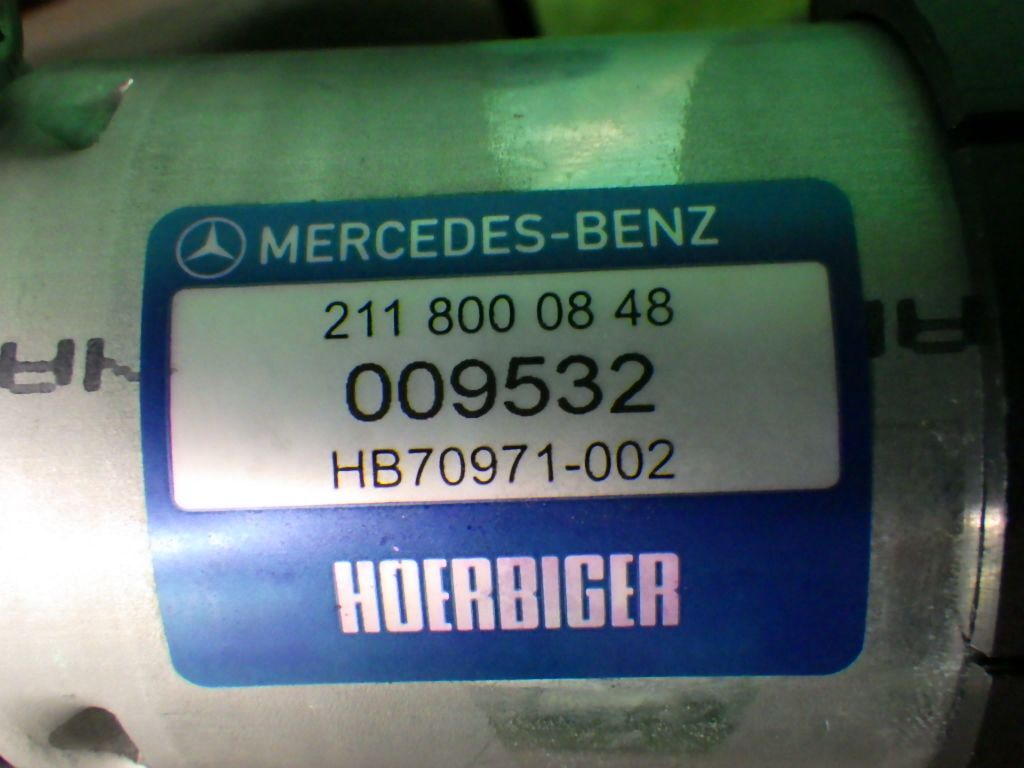 MERCEDES-BENZ
211 800 08 48
009532
HB70971-002
HOERBIGER